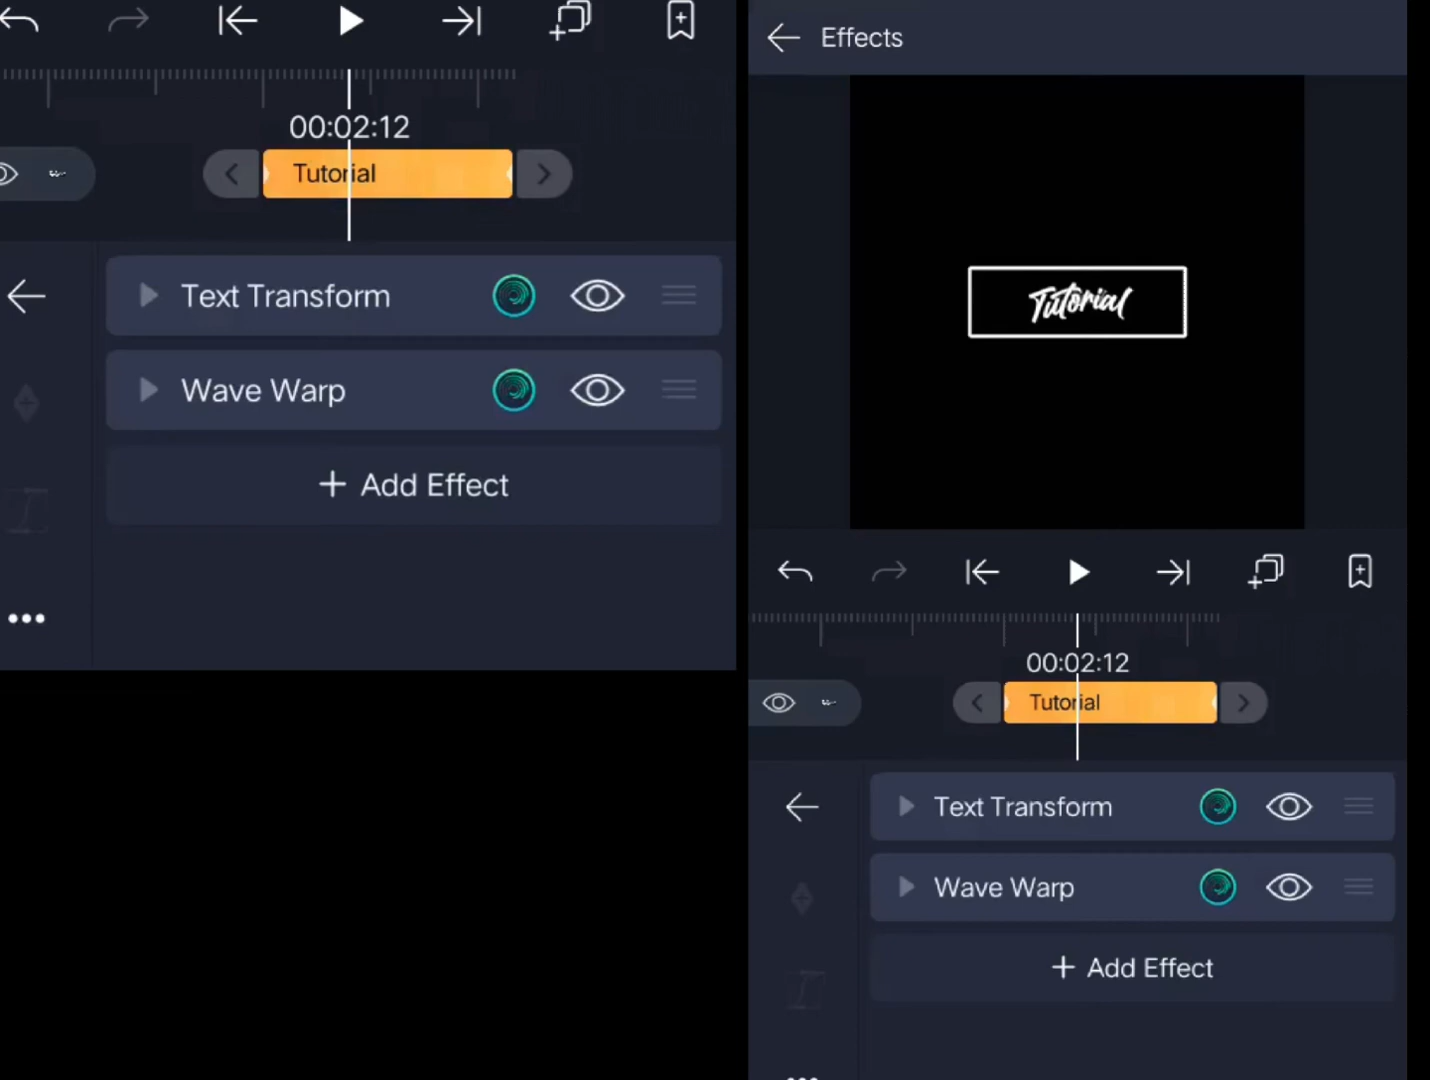 00:02:12
Tutorial
Text Transform
Wave Warp
+ Add Effect
Effects
Tutorial
00:02:12
Tutorial
Text Transform
Wave Warp
+ Add Effect